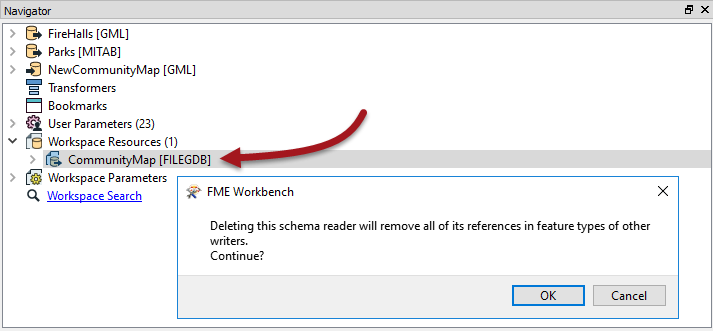 Navigator
FireHalls [GML]
Parks [MITAB]
NewCommunityMap [GML]
Transformers
Bookmarks
User Parameters (23)
Workspace Resources (1)
CommunityMap [FILEGDB]
Workspace Parameters
Workspace Search
FME Workbench
Deleting this schema reader will remove all of its references in feature types of other
writers.
Continue?
OK
Cancel